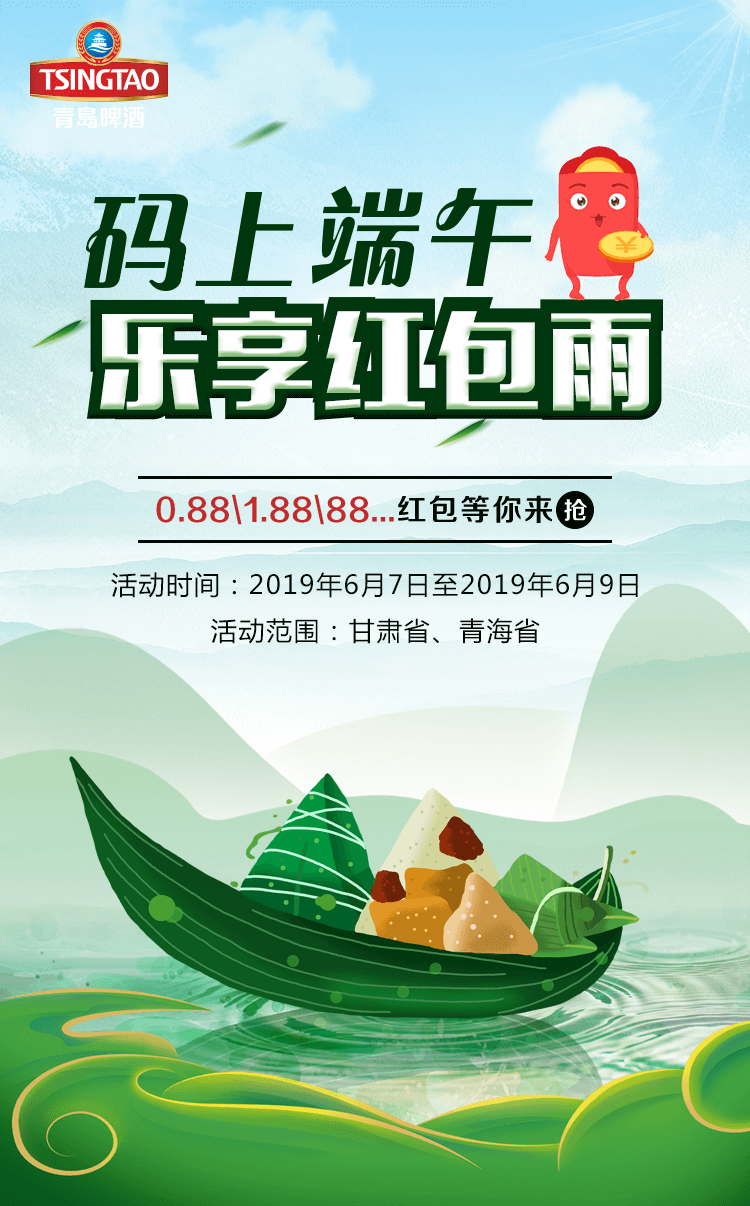 TSINGTAO
青島啤酒
码上端午
乐享红包雨
0.88\1.88\88...红包等你来抢
活动时间：2019年6月7日至2019年6月9日
活动范围：甘肃省、青海省
¥